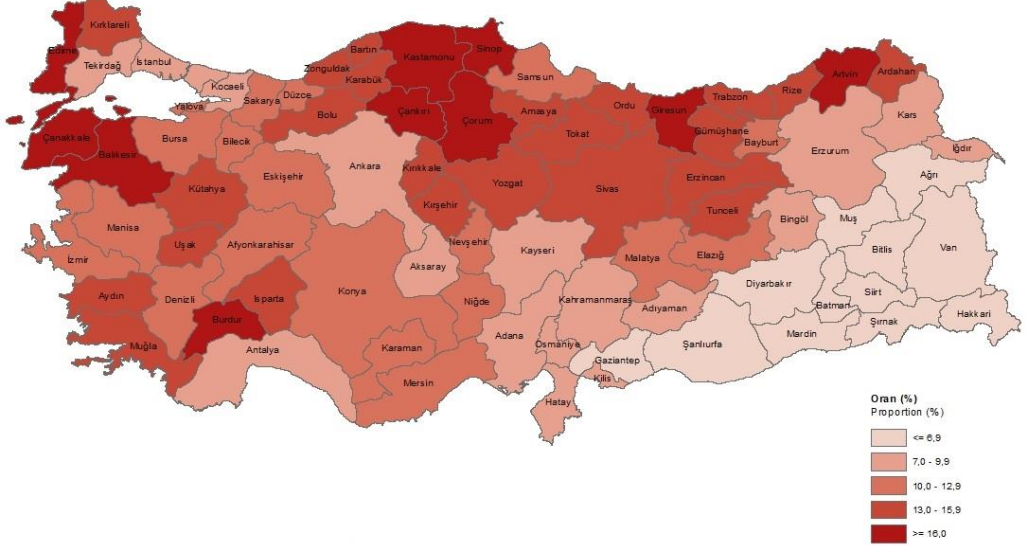 Kırklareli
Edirne
Tekirdağ
İstanbul
Kocaeli
Yalova
Sakarya
Düzce
Zonguldak
Bartın
Karabük
Kastamonu
Sinop
Samsun
Bolu
Çankırı
Çorum
Amasya
Ordu
Giresun
Trabzon
Rize
Artvin
Ardahan
Kars
Iğdır
Çanakkale
Balıkesir
Bursa
Bilecik
Eskişehir
Ankara
Kırıkkale
Kırşehir
Yozgat
Tokat
Sivas
Gümüşhane
Bayburt
Erzurum
Erzincan
Tunceli
Ağrı
Kütahya
Manisa
Uşak
Afyonkarahisar
İzmir
Aydın
Denizli
Isparta
Burdur
Muğla
Antalya
Konya
Aksaray
Nevşehir
Niğde
Kayseri
Karaman
Mersin
Adana
Osmaniye
Hatay
Kahramanmaraş
Malatya
Elazığ
Adıyaman
Gaziantep
Kilis
Şanlıurfa
Bingöl
Muş
Bitlis
Van
Diyarbakır
Batman
Siirt
Mardin
Şırnak
Hakkari
Oran (%)
Proportion (%)
<= 6,9
7,0 - 9,9
10,0 - 12,9
13,0 - 15,9
>= 16,0